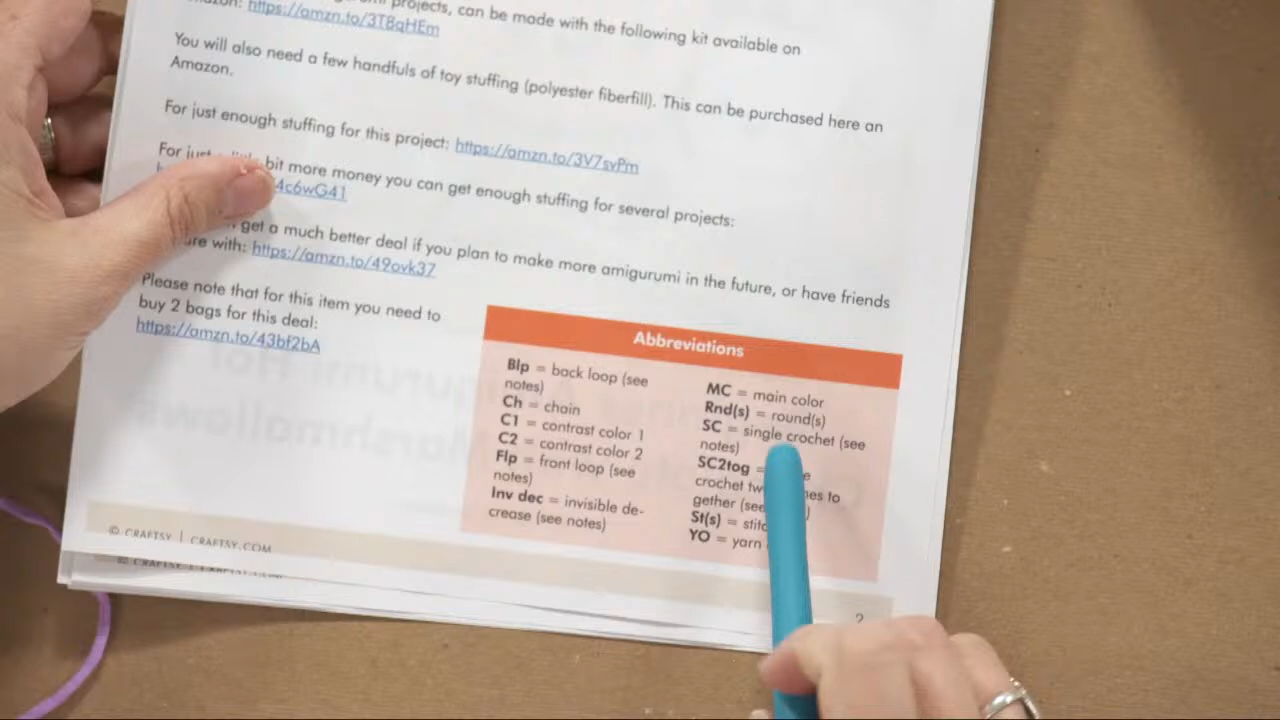 projects, can be made with the following kit available on
https://amzn.to/3TBqHEm
You will also need a few handfuls of toy stuffing (polyester fiberfill). This can be purchased here an
Amazon.
For just enough stuffing for this project: https://amzn.to/3V7svPm
For just bit more money you can get enough stuffing for several projects:
4c6wG41
get a much better deal if you plan to make more amigurumi in the future, or have friends
with: https://amzn.to/49ovk37
Please note that for this item you need to
buy 2 bags for this deal:
https://amzn.to/43bf2bA
Abbreviations
Blp = back loop (see
notes)
Ch = chain
C1 = contrast color 1
C2 = contrast color 2
Flp = front loop (see
notes)
Inv dec = invisible de-
crease (see notes)
MC = main color
Rnd(s) = round(s)
SC = single crochet (see
notes)
SC2tog =
crochet to
gether (see
St(s) =
YO = yarn
© CRAFTSY | CRAFTSY.COM
2